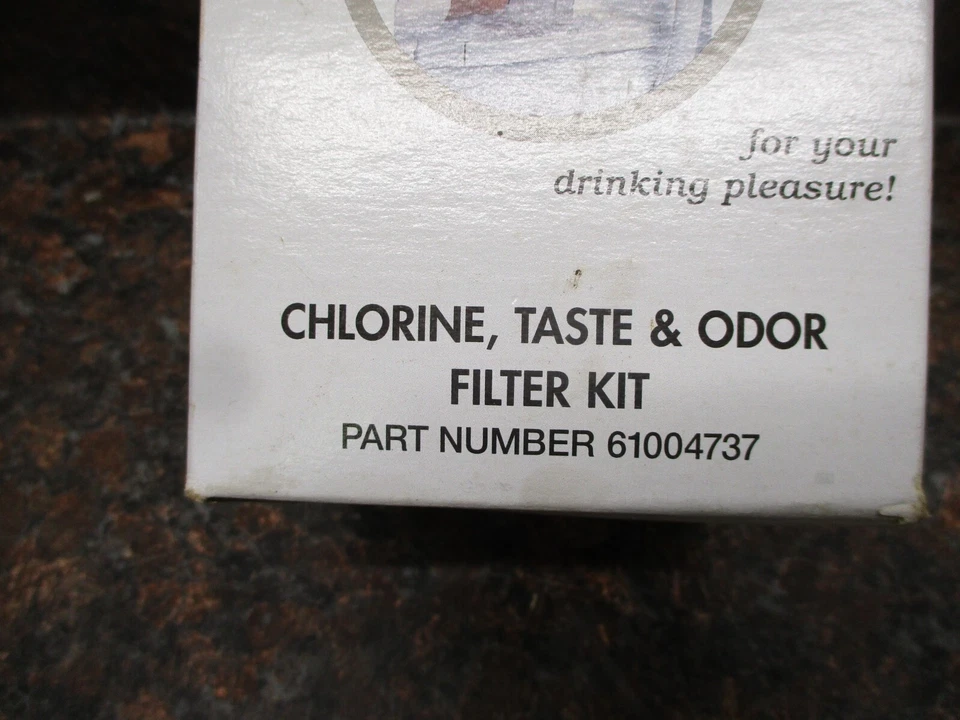 for your
drinking pleasure!
CHLORINE, TASTE & ODOR
FILTER KIT
PART NUMBER 61004737